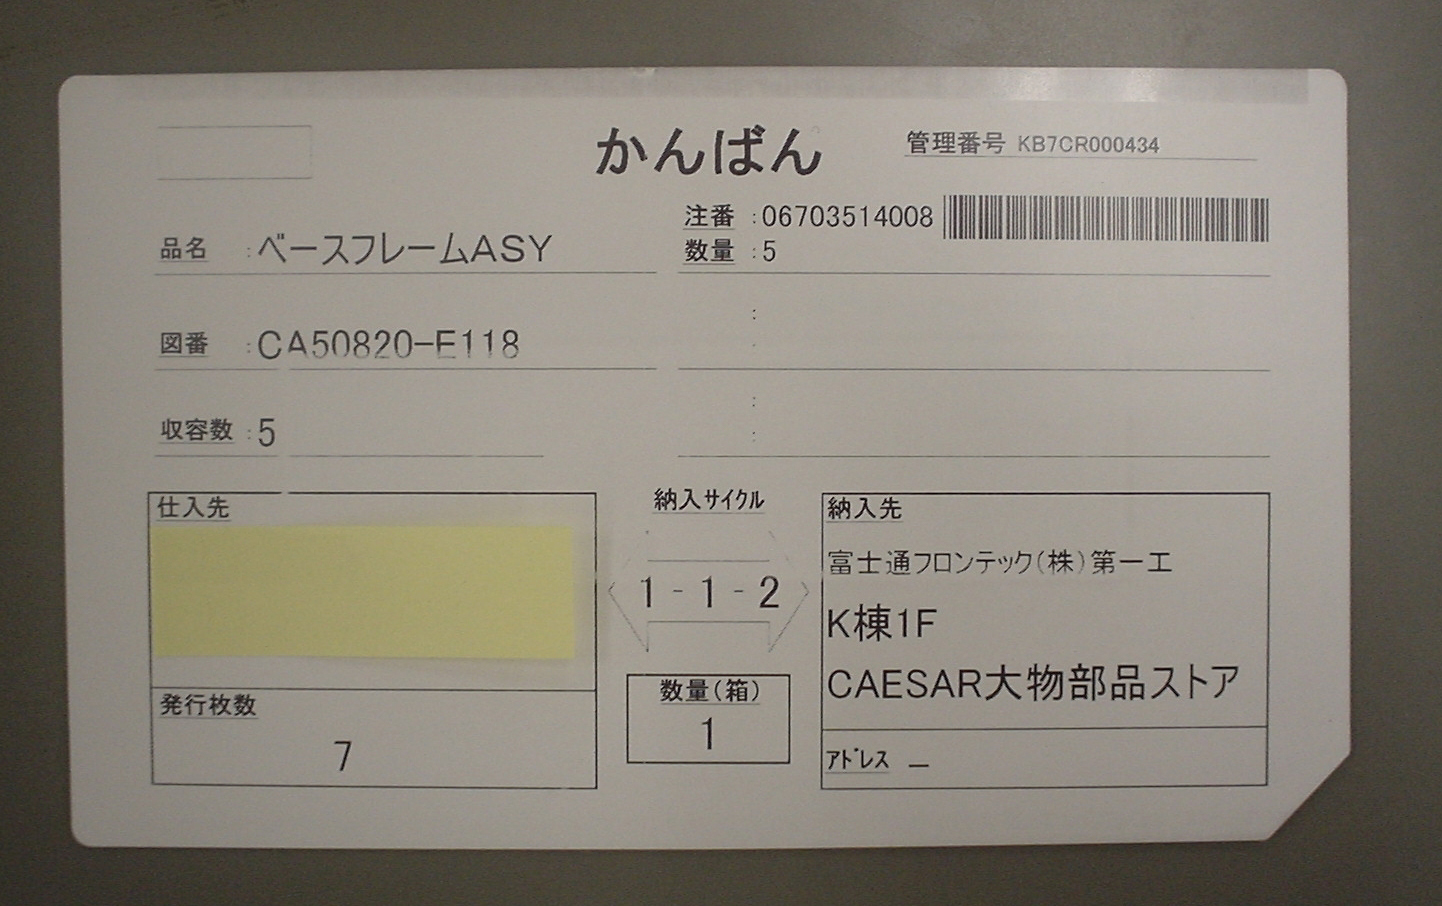 かんばん
管理番号 KB7CR000434
注番 :06703514008
品名 :ベースフレームASY
数量 :5
図番 :CA50820-E118
収容数 :5
仕入先
納入サイクル
1 - 1 - 2
納入先
富士通フロンテック(株)第一工
K棟1F
CAESAR大物部品ストア
発行枚数
7
数量(箱)
1
アドレス –